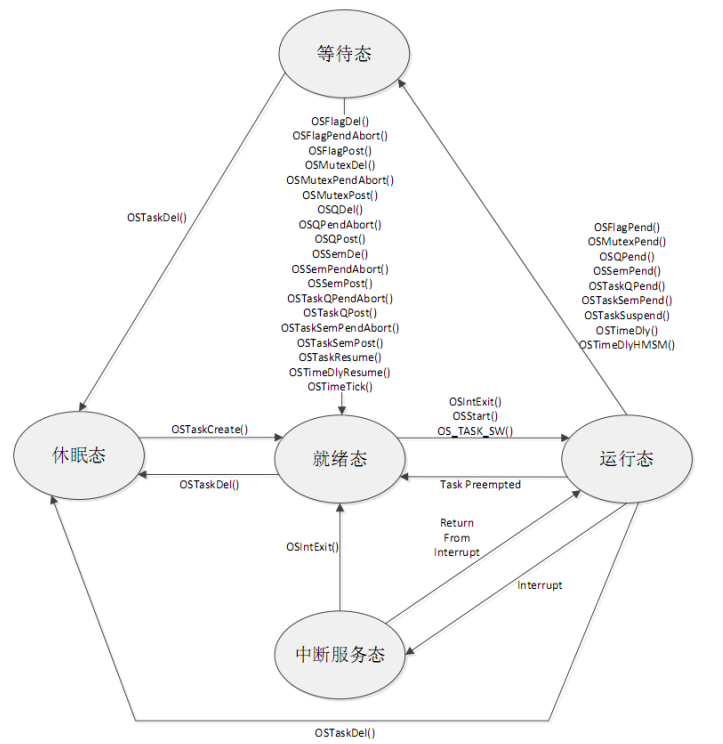 等待态
OSFlagDel()
OSFlagPendAbort()
OSFlagPost()
OSMutexDel()
OSMutexPendAbort()
OSMutexPost()
OSQDel()
OSQPendAbort()
OSQPost()
OSSemDe()
OSSemPendAbort()
OSSemPost()
OSTaskQPendAbort()
OSTaskQPost()
OSTaskSemPendAbort()
OSTaskSemPost()
OSTaskResume()
OSTimeDlyResume()
OSTimeTick()
OSTaskDel()
OSFlagPend()
OSMutexPend()
OSQPend()
OSSemPend()
OSTaskQPend()
OSTaskSemPend()
OSTaskSuspend()
OSTimeDly()
OSTimeDlyHMSM()
休眠态
OSTaskCreate()
OSTaskDel()
就绪态
OSIntExit()
OSStart()
OS_TASK_SW()
Task Preempted
运行态
OSIntExit()
Return
From
Interrupt
Interrupt
中断服务态
OSTaskDel()